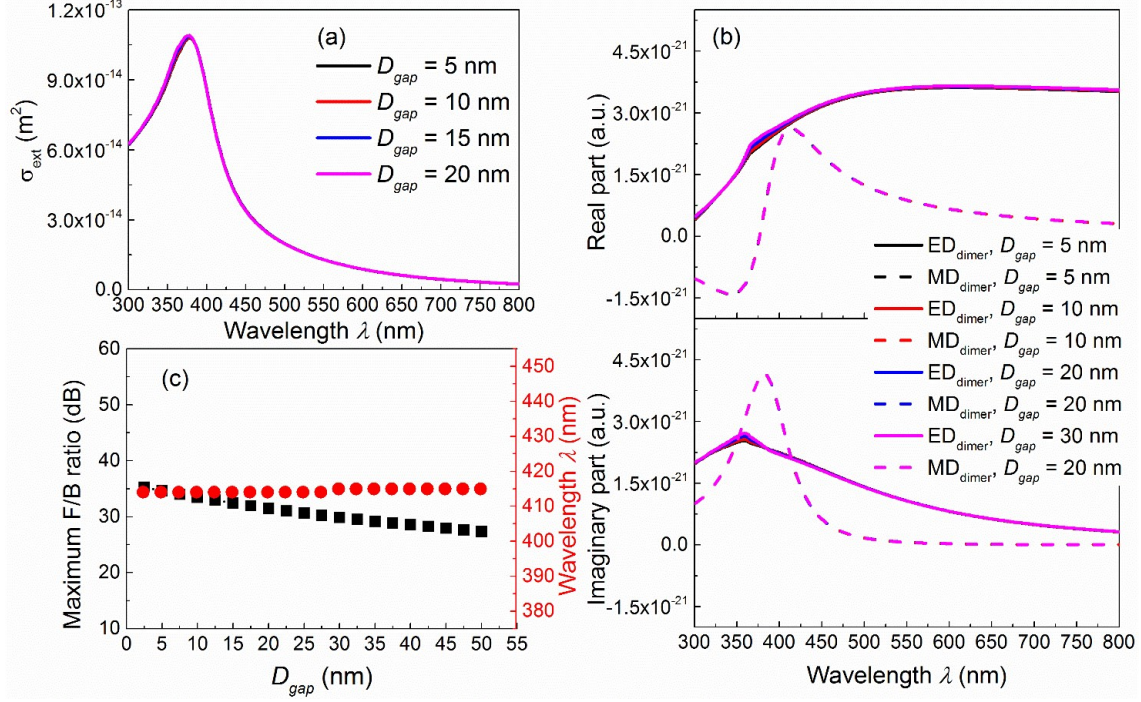 (a)
1.2x10⁻¹³
9.0x10⁻¹⁴
6.0x10⁻¹⁴
3.0x10⁻¹⁴
0.0
σext (m²)
Dgap = 5 nm
Dgap = 10 nm
Dgap = 15 nm
Dgap = 20 nm
300 350 400 450 500 550 600 650 700 750 800
Wavelength λ (nm)
(b)
4.5x10⁻²¹
3.0x10⁻²¹
1.5x10⁻²¹
0.0
-1.5x10⁻²¹
Real part (a.u.)
EDdimer, Dgap = 5 nm
MDdimer, Dgap = 5 nm
EDdimer, Dgap = 10 nm
MDdimer, Dgap = 10 nm
EDdimer, Dgap = 20 nm
MDdimer, Dgap = 20 nm
EDdimer, Dgap = 30 nm
MDdimer, Dgap = 20 nm
4.5x10⁻²¹
3.0x10⁻²¹
1.5x10⁻²¹
0.0
-1.5x10⁻²¹
Imaginary part (a.u.)
300 350 400 450 500 550 600 650 700 750 800
Wavelength λ (nm)
(c)
60
50
40
30
20
10
Maximum F/B ratio (dB)
450
440
430
420
410
400
390
380
Wavelength λ (nm)
0 5 10 15 20 25 30 35 40 45 50 55
Dgap (nm)